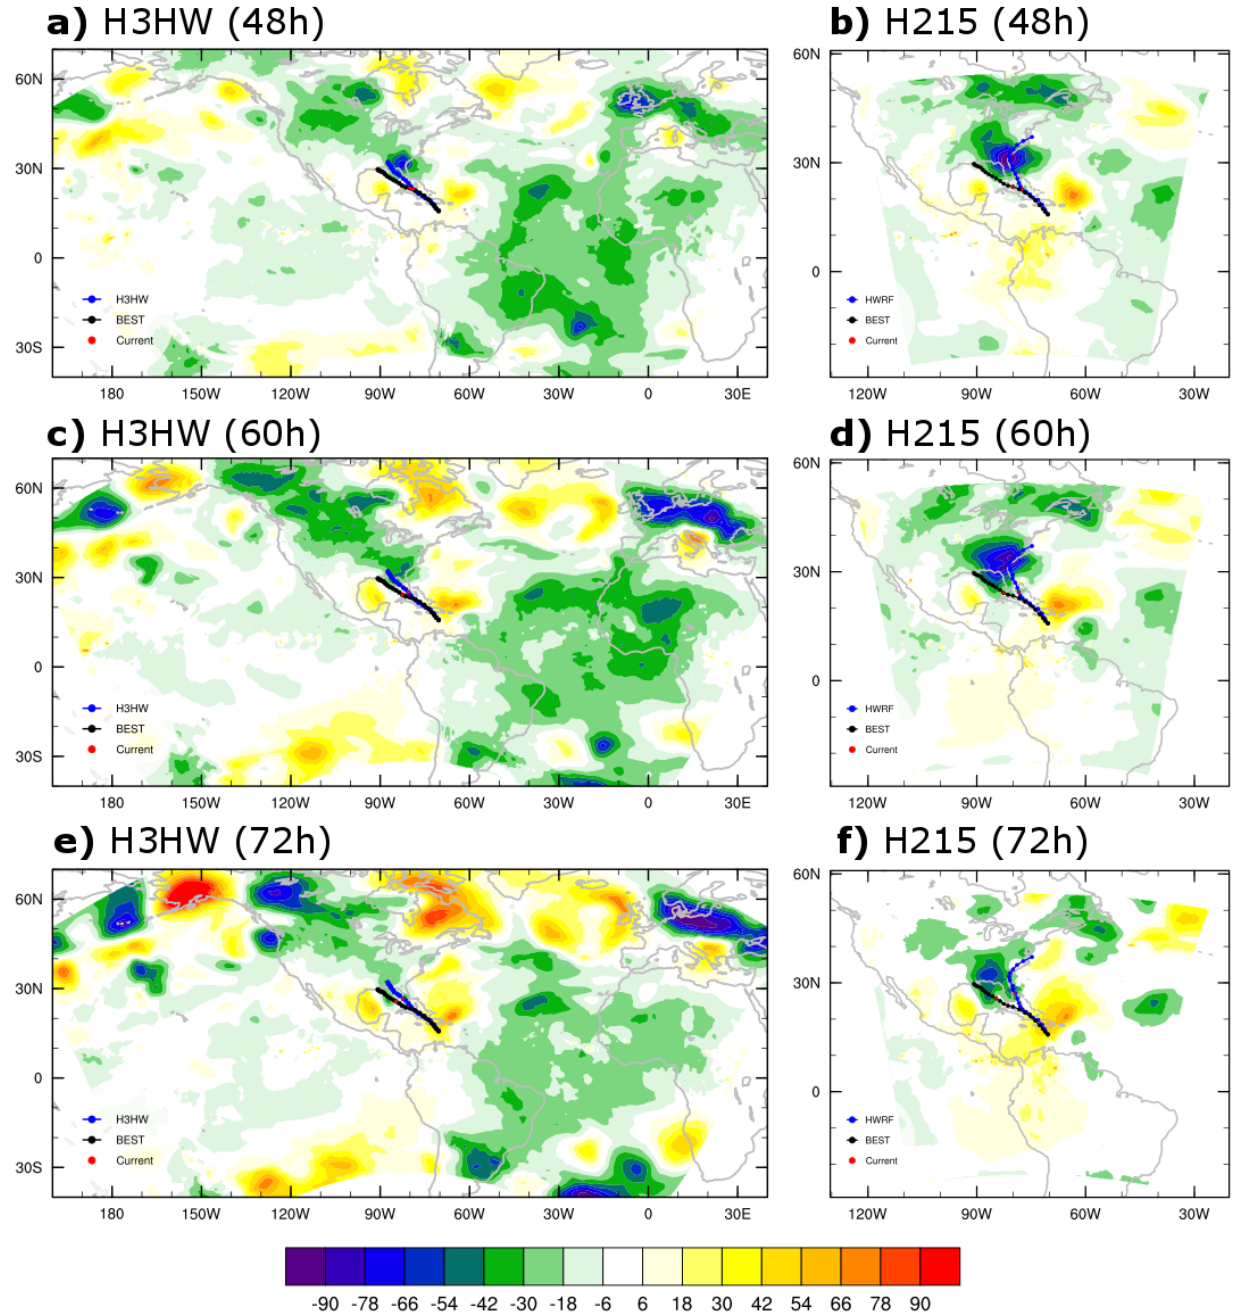 a) H3HW (48h)
b) H215 (48h)
60N
30N
0
30S
H3HW
BEST
Current
180
150W
120W
90W
60W
30W
0
30E
60N
30N
0
HWRF
BEST
Current
120W
90W
60W
30W
c) H3HW (60h)
d) H215 (60h)
60N
30N
0
30S
H3HW
BEST
Current
180
150W
120W
90W
60W
30W
0
30E
60N
30N
0
HWRF
BEST
Current
120W
90W
60W
30W
e) H3HW (72h)
f) H215 (72h)
60N
30N
0
30S
H3HW
BEST
Current
180
150W
120W
90W
60W
30W
0
30E
60N
30N
0
HWRF
BEST
Current
120W
90W
60W
30W
-90 -78 -66 -54 -42 -30 -18 -6 6 18 30 42 54 66 78 90